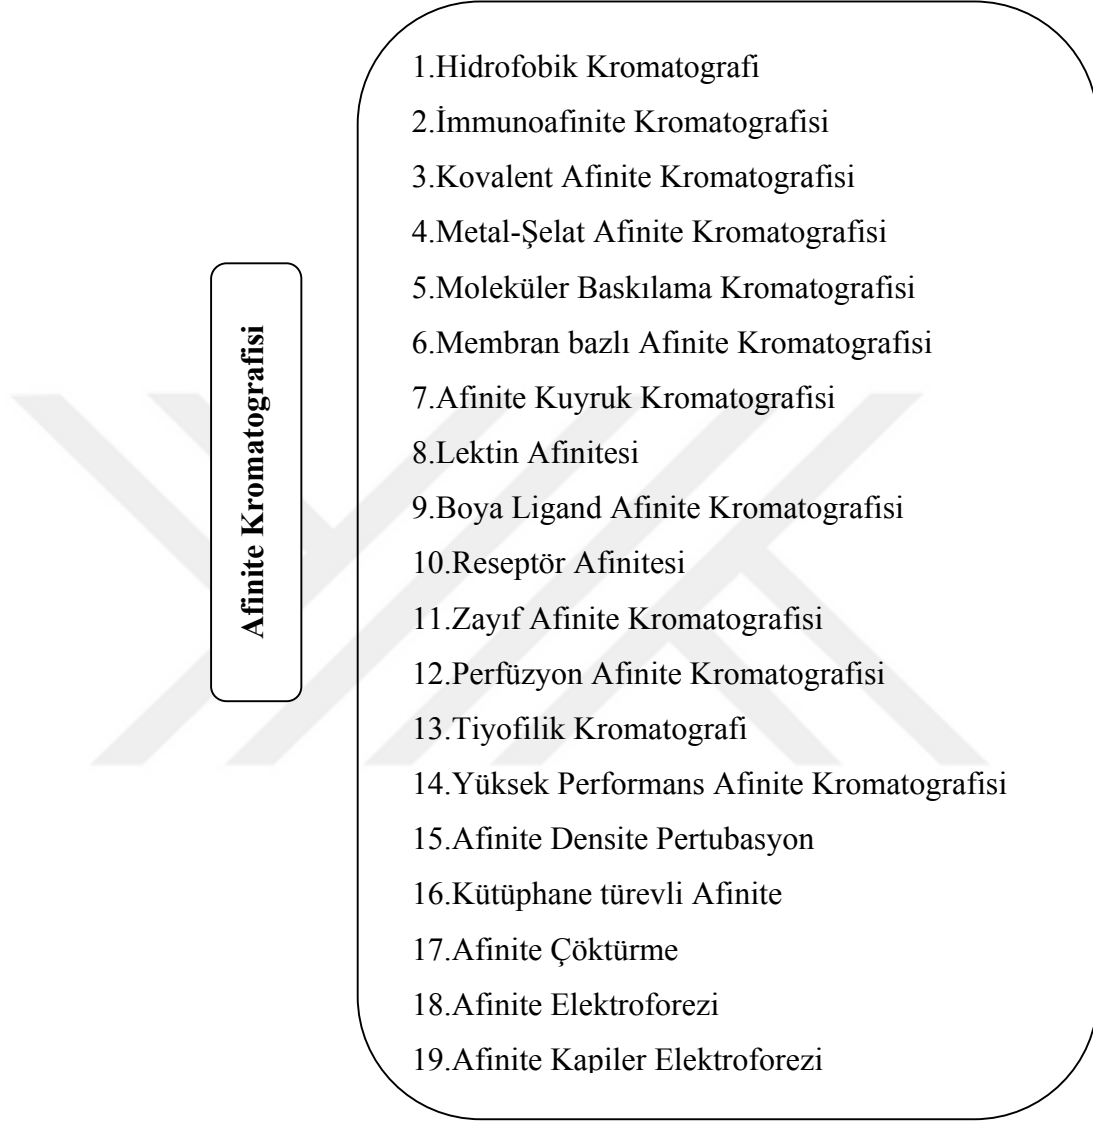 Afinite Kromatografisi
1.Hidrofobik Kromatografi
2.İmmunoafinite Kromatografisi
3.Kovalent Afinite Kromatografisi
4.Metal-Şelat Afinite Kromatografisi
5.Moleküler Baskılama Kromatografisi
6.Membran bazlı Afinite Kromatografisi
7.Afinite Kuyruk Kromatografisi
8.Lektin Afinitesi
9.Boya Ligand Afinite Kromatografisi
10.Reseptör Afinitesi
11.Zayıf Afinite Kromatografisi
12.Perfüzyon Afinite Kromatografisi
13.Tiyofilik Kromatografi
14.Yüksek Performans Afinite Kromatografisi
15.Afinite Densite Pertubasyon
16.Kütüphane türevli Afinite
17.Afinite Çöktürme
18.Afinite Elektroforezi
19.Afinite Kapiler Elektroforezi